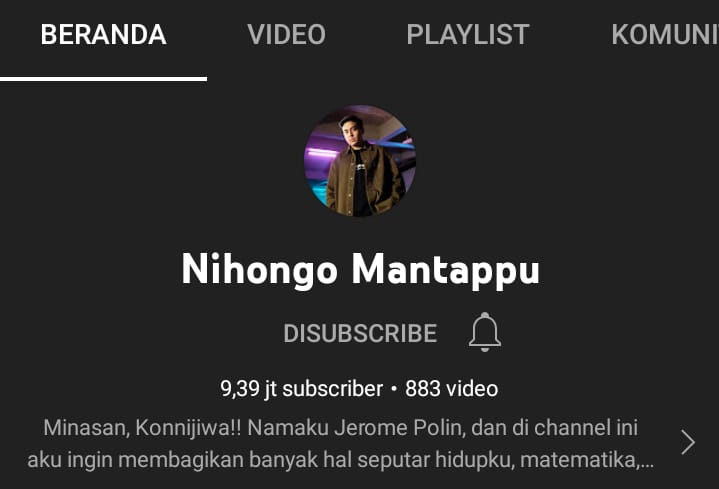 BERANDA VIDEO PLAYLIST KOMUNI
Nihongo Mantappu
DISUBSCRIBE
9,39 jt subscriber • 883 video
Minasan, Konnijiwa!! Namaku Jerome Polin, dan di channel ini
aku ingin membagikan banyak hal seputar hidupku, matematika,...